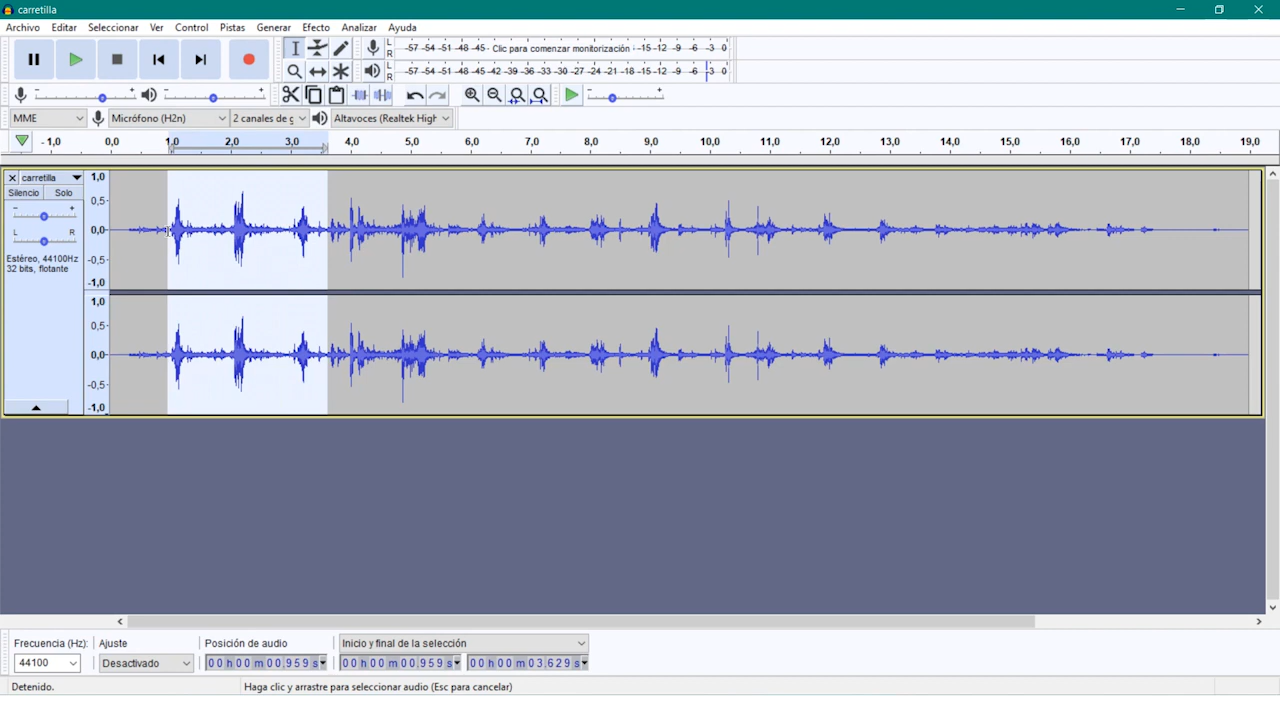 carretilla
Archivo Editar Seleccionar Ver Control Pistas Generar Efecto Analizar Ayuda
L R -57 -54 -51 -48 -45 - Clic para comenzar monitorización -15 -12 -9 -6 -3 0
L R -57 -54 -51 -48 -45 -42 -39 -36 -33 -30 -27 -24 -21 -18 -15 -12 -9 -6 -3 0
- + - + - +
MME Micrófono (H2n) 2 canales de g Altavoces (Realtek High
- 1,0 0,0 1,0 2,0 3,0 4,0 5,0 6,0 7,0 8,0 9,0 10,0 11,0 12,0 13,0 14,0 15,0 16,0 17,0 18,0 19,0
carretilla 1,0
Silencio Solo 0,5
- + 0,0
L R
Estéreo, 44100Hz -0,5
32 bits, flotante
-1,0
1,0
0,5
0,0
-0,5
-1,0
Frecuencia (Hz): Ajuste Posición de audio Inicio y final de la selección
44100 Desactivado 00 h 00 m 00,959 s 00 h 00 m 00,959 s 00 h 00 m 03,629 s
Detenido. Haga clic y arrastre para seleccionar audio (Esc para cancelar)